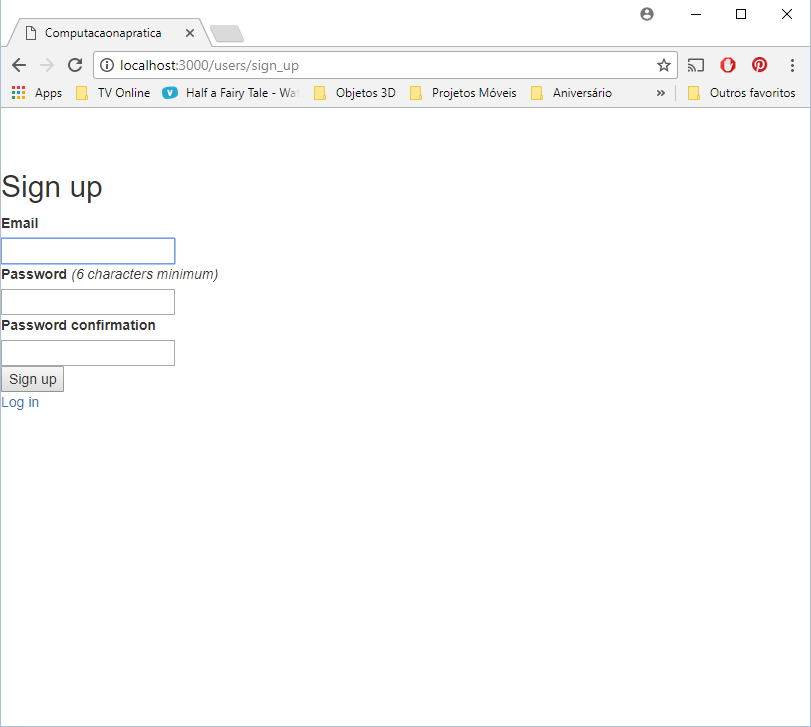 Computacaonapratica
localhost:3000/users/sign_up
Apps TV Online Half a Fairy Tale - Wat Objetos 3D Projetos Móveis Aniversário » Outros favoritos
Sign up
Email
Password (6 characters minimum)
Password confirmation
Sign up
Log in